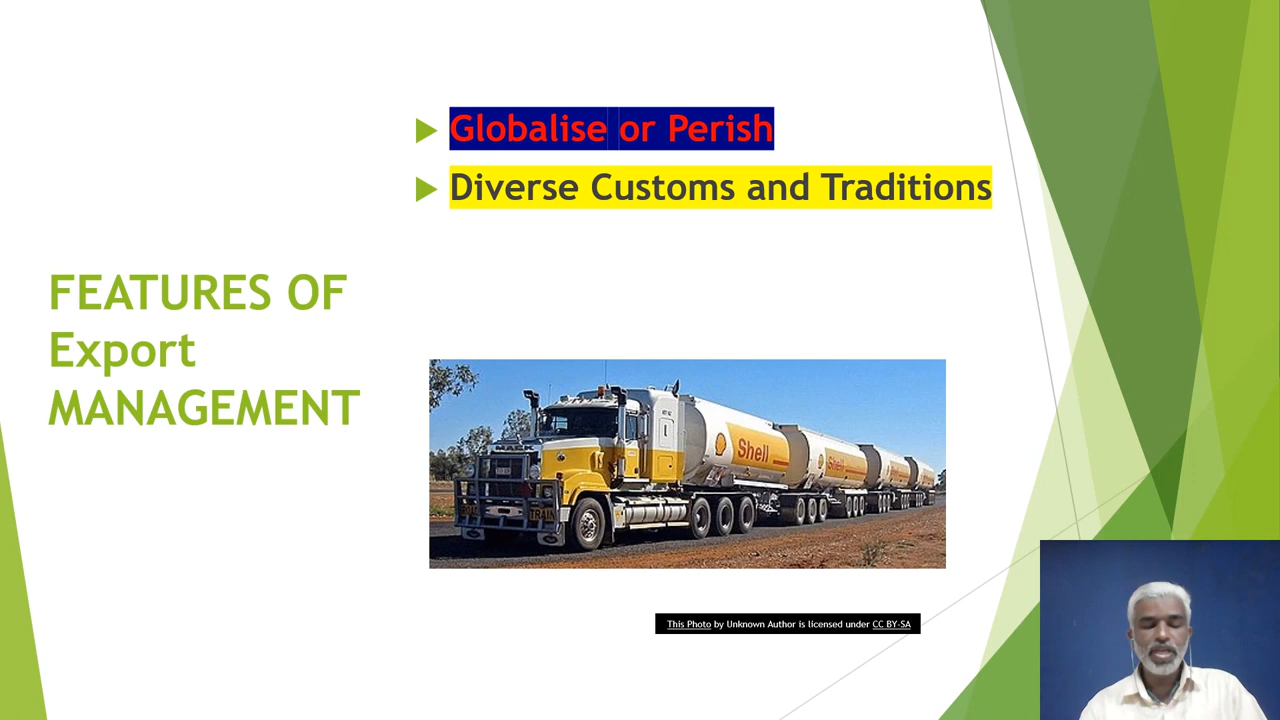 Globalise or Perish
Diverse Customs and Traditions
FEATURES OF
Export
MANAGEMENT
Shell
Shell
MACK
This Photo by Unknown Author is licensed under CC BY-SA